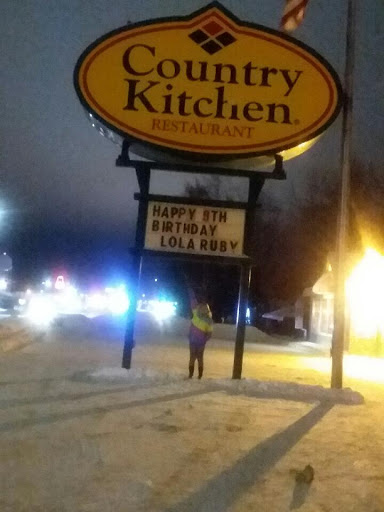 Country
Kitchen®
RESTAURANT
HAPPY 9TH
BIRTHDAY
LOLA RUBY